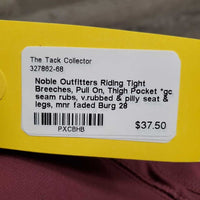 The Tack Collector
327862-68
Noble Outfitters Riding Tight
Breeches, Pull On, Thigh Pocket *gc
seam rubs, v.rubbed & pilly seat &
legs, mnr faded Burg 28
PXCBHB
$37.50